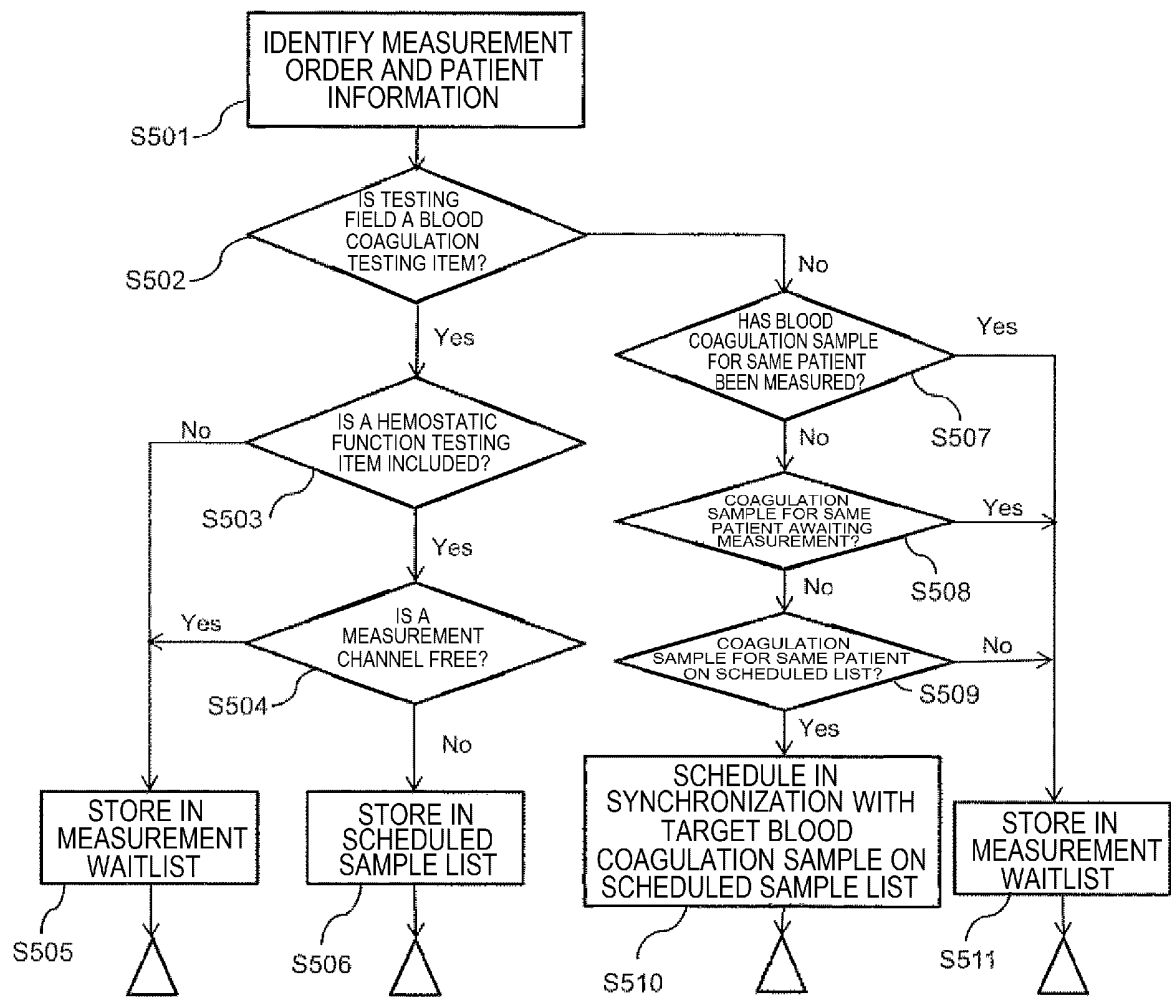 IDENTIFY MEASUREMENT
ORDER AND PATIENT
INFORMATION
S501
IS TESTING
FIELD A BLOOD
COAGULATION
TESTING ITEM?
S502
No
Yes
HAS BLOOD
COAGULATION SAMPLE
FOR SAME PATIENT
BEEN MEASURED?
Yes
S507
IS A HEMOSTATIC
FUNCTION TESTING
ITEM INCLUDED?
No
S503
No
COAGULATION
SAMPLE FOR SAME
PATIENT AWAITING
MEASUREMENT?
Yes
S508
Yes
No
IS A
MEASUREMENT
CHANNEL FREE?
Yes
S504
COAGULATION
SAMPLE FOR SAME PATIENT
ON SCHEDULED LIST?
No
S509
No
Yes
STORE IN
MEASUREMENT
WAITLIST
S505
STORE IN
SCHEDULED
SAMPLE LIST
S506
SCHEDULE IN
SYNCHRONIZATION WITH
TARGET BLOOD
COAGULATION SAMPLE ON
SCHEDULED SAMPLE LIST
S510
STORE IN
MEASUREMENT
WAITLIST
S511